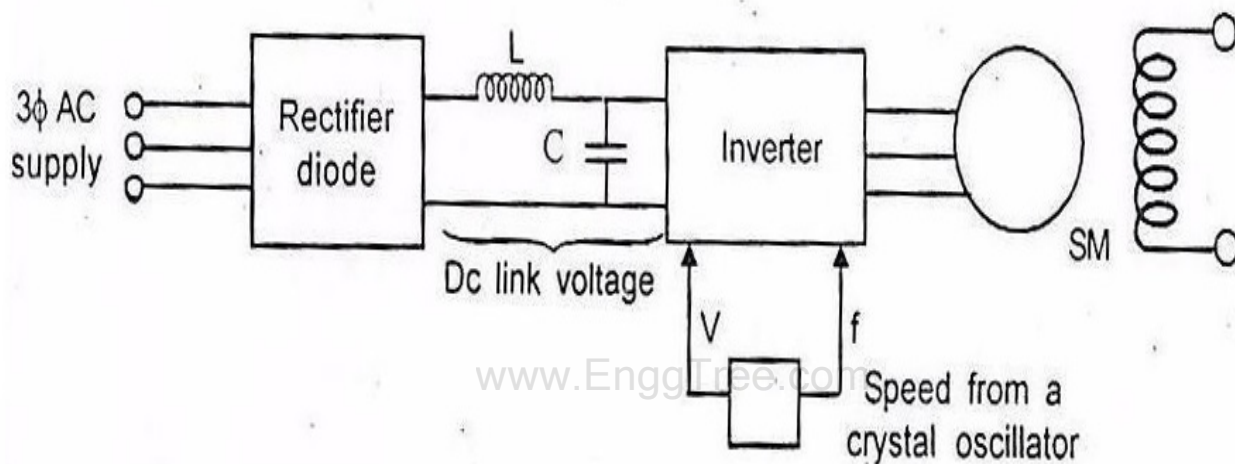 3ϕ AC
supply
Rectifier
diode
L
C
Dc link voltage
Inverter
SM
V
f
www.EnggTree.com
Speed from a
crystal oscillator